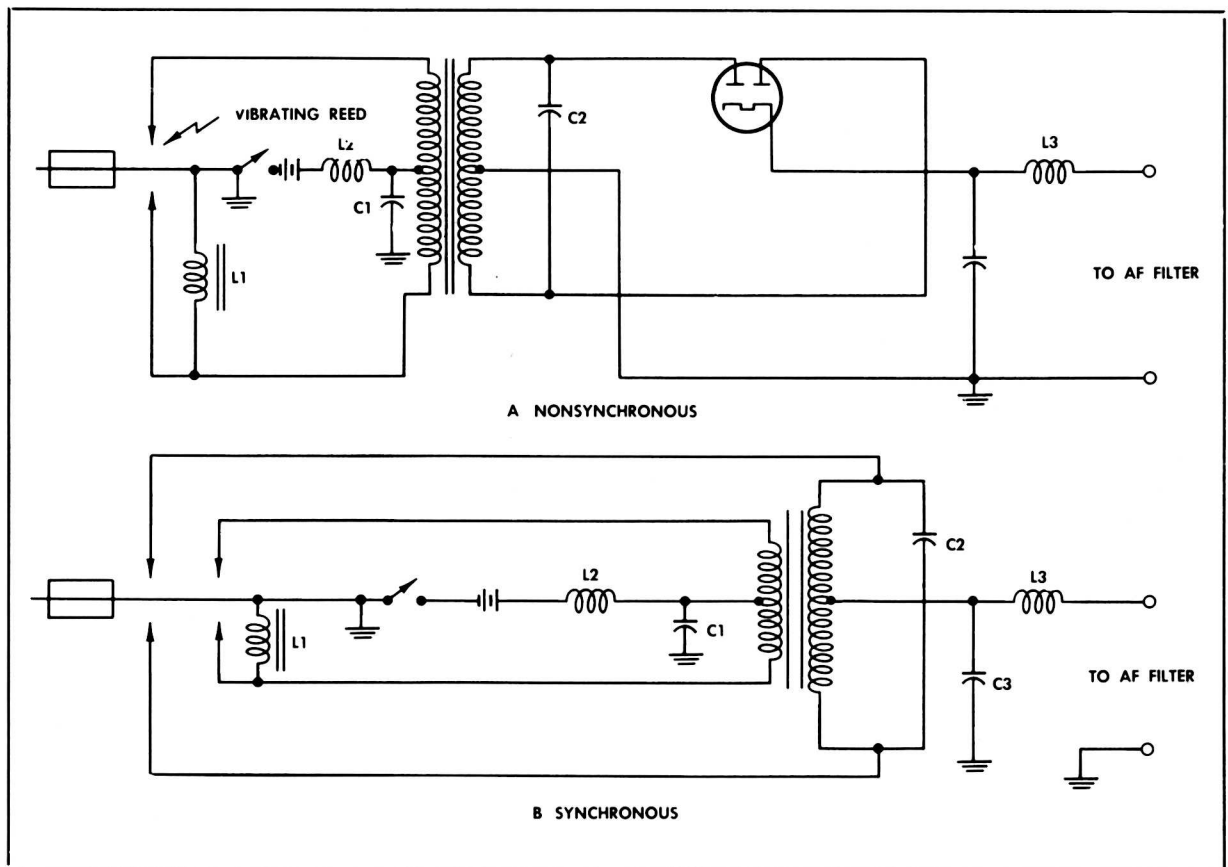 VIBRATING REED
L2
C2
L3
C1
L1
TO AF FILTER
A NONSYNCHRONOUS
L2
C2
L3
C1
L1
C3
TO AF FILTER
B SYNCHRONOUS